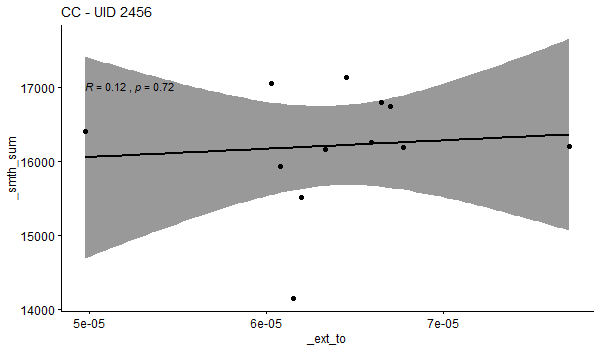 CC - UID 2456
R = 0.12 , p = 0.72
17000
16000
15000
14000
_smth_sum
5e-05
6e-05
7e-05
_ext_to